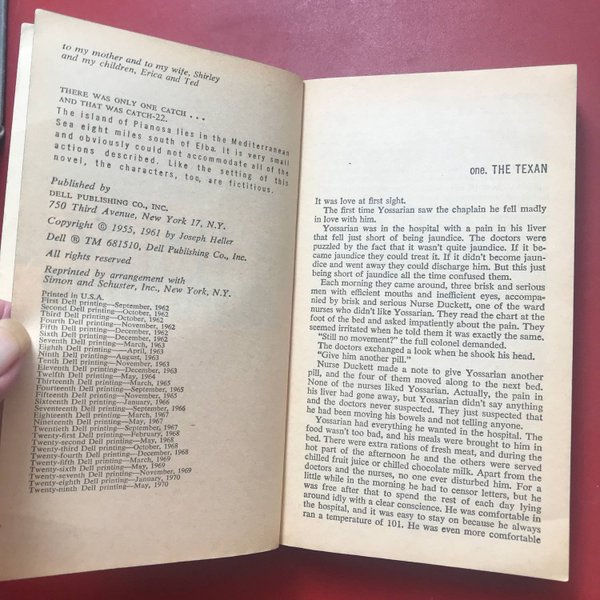 to my mother and to my wife, Shirley
and my children, Erica and Ted
THERE WAS ONLY ONE CATCH . . .
AND THAT WAS CATCH-22.
The island of Pianosa lies in the Mediterranean
Sea eight miles south of Elba. It is very small
and obviously could not accommodate all of the
actions described. Like the setting of this
novel, the characters, too, are fictitious.
Published by
DELL PUBLISHING CO., INC.
750 Third Avenue, New York 17, N.Y.
Copyright © 1955, 1961 by Joseph Heller
Dell ® TM 681510, Dell Publishing Co., Inc.
All rights reserved
Reprinted by arrangement with
Simon and Schuster, Inc., New York, N.Y.
Printed in U.S.A.
First Dell printing—September, 1962
Second Dell printing—October, 1962
Third Dell printing—October, 1962
Fourth Dell printing—November, 1962
Fifth Dell printing—December, 1962
Sixth Dell printing—December, 1962
Seventh Dell printing—March, 1963
Eighth Dell printing—April, 1963
Ninth Dell printing—August, 1963
Tenth Dell printing—November, 1963
Eleventh Dell printing—December, 1963
Twelfth Dell printing—May, 1964
Thirteenth Dell printing—March, 1965
Fourteenth Dell printing—September, 1965
Fifteenth Dell printing—November, 1965
Sixteenth Dell printing—January, 1966
Seventeenth Dell printing—September, 1966
Eighteenth Dell printing—March, 1967
Nineteenth Dell printing—May, 1967
Twentieth Dell printing—September, 1967
Twenty-first Dell printing—February, 1968
Twenty-second Dell printing—May, 1968
Twenty-third Dell printing—October, 1968
Twenty-fourth Dell printing—December, 1968
Twenty-fifth Dell printing—March, 1969
Twenty-sixth Dell printing—May, 1969
Twenty-seventh Dell printing—November, 1969
Twenty-eighth Dell printing—January, 1970
Twenty-ninth Dell printing—May, 1970
one. THE TEXAN
It was love at first sight.
The first time Yossarian saw the chaplain he fell madly
in love with him.
Yossarian was in the hospital with a pain in his liver
that fell just short of being jaundice. The doctors were
puzzled by the fact that it wasn't quite jaundice. If it be-
came jaundice they could treat it. If it didn't become jaun-
dice and went away they could discharge him. But this just
being short of jaundice all the time confused them.
Each morning they came around, three brisk and serious
men with efficient mouths and inefficient eyes, accompa-
nied by brisk and serious Nurse Duckett, one of the ward
nurses who didn't like Yossarian. They read the chart at the
foot of the bed and asked impatiently about the pain. They
seemed irritated when he told them it was exactly the same.
"Still no movement?" the full colonel demanded.
The doctors exchanged a look when he shook his head.
"Give him another pill."
Nurse Duckett made a note to give Yossarian another
pill, and the four of them moved along to the next bed.
None of the nurses liked Yossarian. Actually, the pain in
his liver had gone away, but Yossarian didn't say anything
and the doctors never suspected. They just suspected that
he had been moving his bowels and not telling anyone.
Yossarian had everything he wanted in the hospital. The
food wasn't too bad, and his meals were brought to him in
bed. There were extra rations of fresh meat, and during the
hot part of the afternoon he and the others were served
chilled fruit juice or chilled chocolate milk. Apart from the
doctors and the nurses, no one ever disturbed him. For a
little while in the morning he had to censor letters, but he
was free after that to spend the rest of each day lying
around idly with a clear conscience. He was comfortable in
the hospital, and it was easy to stay on because he always
ran a temperature of 101. He was even more comfortable